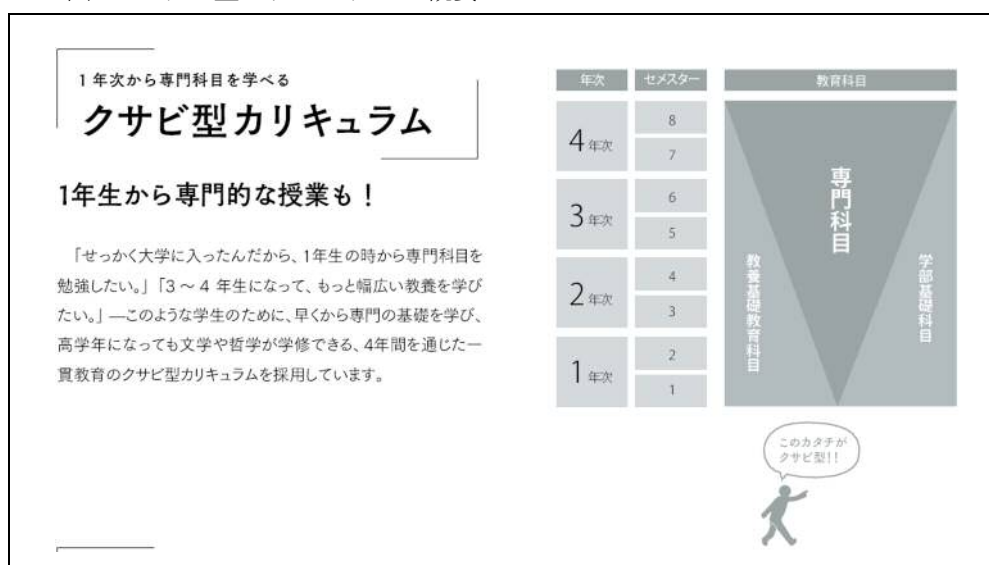 1年次から専門科目を学べる
クサビ型カリキュラム
1年生から専門的な授業も！
「せっかく大学に入ったんだから、1年生の時から専門科目を
勉強したい。」「3～4年生になって、もっと幅広い教養を学び
たい。」―このような学生のために、早くから専門の基礎を学び、
高学年になっても文学や哲学が学修できる、4年間を通じた一
貫教育のクサビ型カリキュラムを採用しています。
年次 セメスター 教育科目
4年次
8
7
3年次
6
5
2年次
4
3
1年次
2
1
専門科目
教養基礎教育科目
学部基礎科目
このカタチが
クサビ型!!